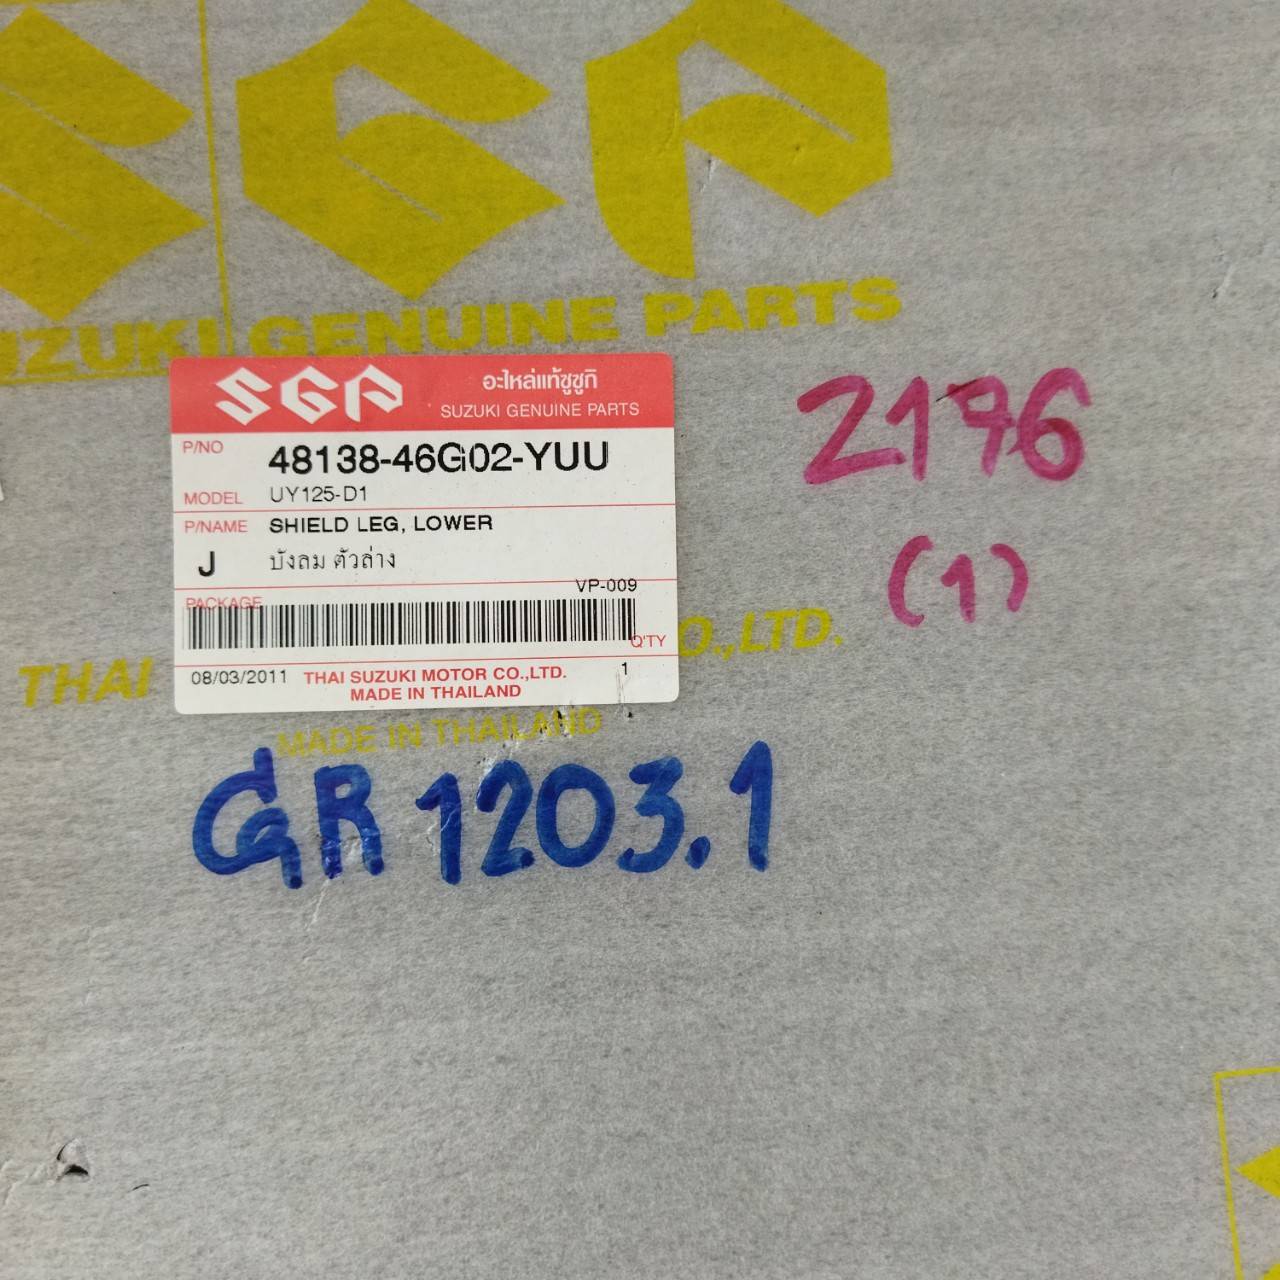 SGP
SUZUKI GENUINE PARTS
SGP อะไหล่แท้ซูซูกิ
SUZUKI GENUINE PARTS
P/NO 48138-46G02-YUU
MODEL UY125-D1
P/NAME SHIELD LEG, LOWER
J บังลม ตัวล่าง
VP-009
PACKAGE
Q'TY
08/03/2011 THAI SUZUKI MOTOR CO.,LTD. 1
MADE IN THAILAND
2176
(1)
THAI CO.,LTD.
MADE IN THAILAND
GR 1203.1